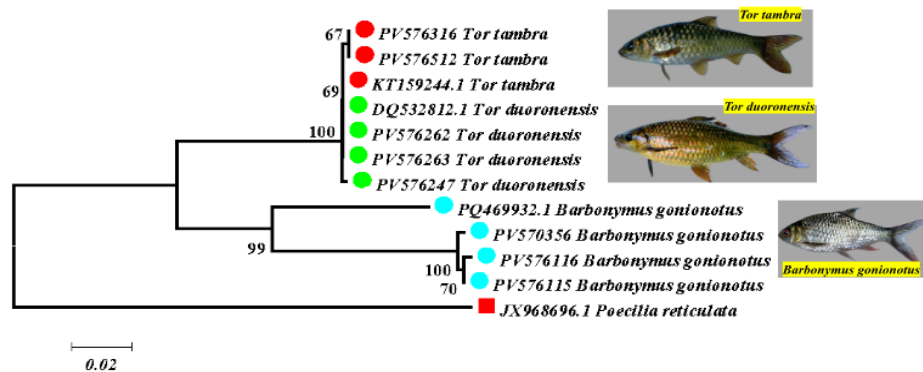 Tor tambra
67
PV576316 Tor tambra
PV576512 Tor tambra
69
KT159244.1 Tor tambra
DQ532812.1 Tor duoronensis
Tor duoronensis
100
PV576262 Tor duoronensis
PV576263 Tor duoronensis
PV576247 Tor duoronensis
PQ469932.1 Barbonymus gonionotus
99
PV570356 Barbonymus gonionotus
PV576116 Barbonymus gonionotus
Barbonymus gonionotus
100
70
PV576115 Barbonymus gonionotus
JX968696.1 Poecilia reticulata
0.02